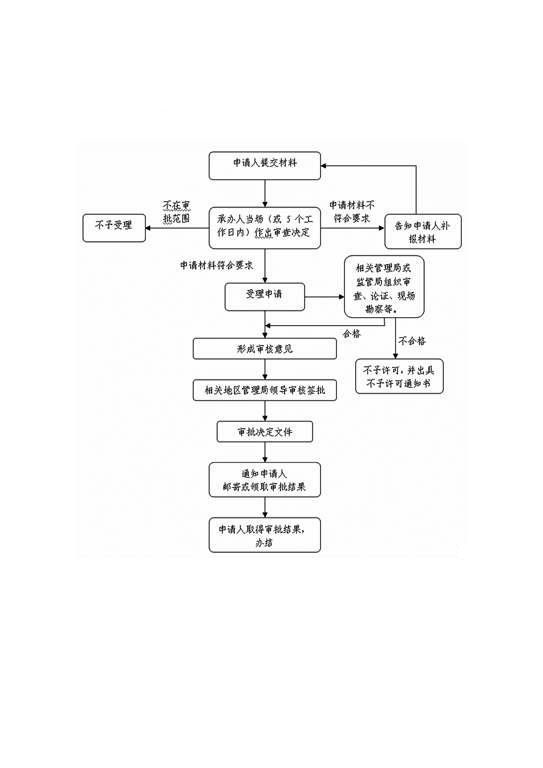 申请人提交材料
不在审
批范围
申请材料不
符合要求
不予受理
承办人当场（或 5 个工
作日内）作出审查决定
告知申请人补
报材料
申请材料符合要求
相关管理局或
监管局组织审
查、论证、现场
勘察等。
受理申请
合格
不合格
形成审核意见
不予许可，并出具
不予许可通知书
相关地区管理局领导审核签批
审批决定文件
通知申请人
邮寄或领取审批结果
申请人取得审批结果，
办结